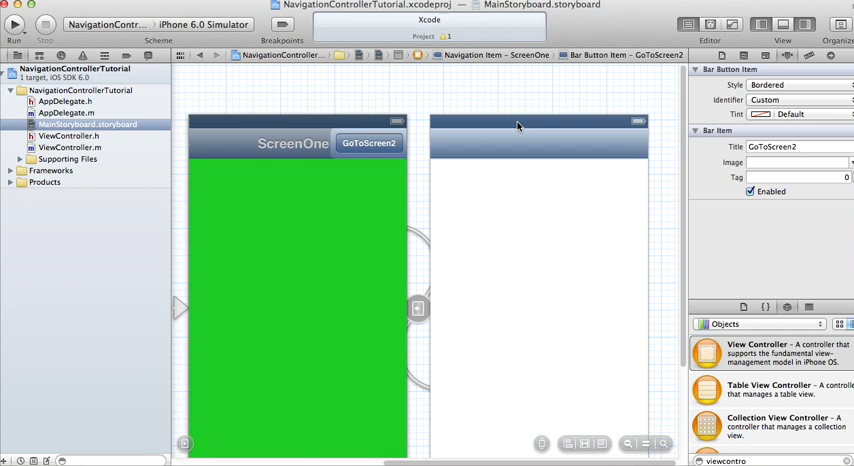 NavigationControllerTutorial.xcodeproj — MainStoryboard.storyboard
NavigationContr... › iPhone 6.0 Simulator
Xcode
Project 1
Run Stop Scheme Breakpoints Editor View Organize
NavigationController... › Navigation Item – ScreenOne › Bar Button Item – GoToScreen2
NavigationControllerTutorial
1 target, iOS SDK 6.0
NavigationControllerTutorial
h AppDelegate.h
m AppDelegate.m
MainStoryboard.storyboard
h ViewController.h
m ViewController.m
Supporting Files
Frameworks
Products
ScreenOne GoToScreen2
Bar Button Item
Style Bordered
Identifier Custom
Tint Default
Bar Item
Title GoToScreen2
Image
Tag 0
Enabled
{ }
Objects
View Controller – A controller that
supports the fundamental view-
management model in iPhone OS.
Table View Controller – A controlle
that manages a table view.
Collection View Controller – A
controller that manages a collection
view.
viewcontro